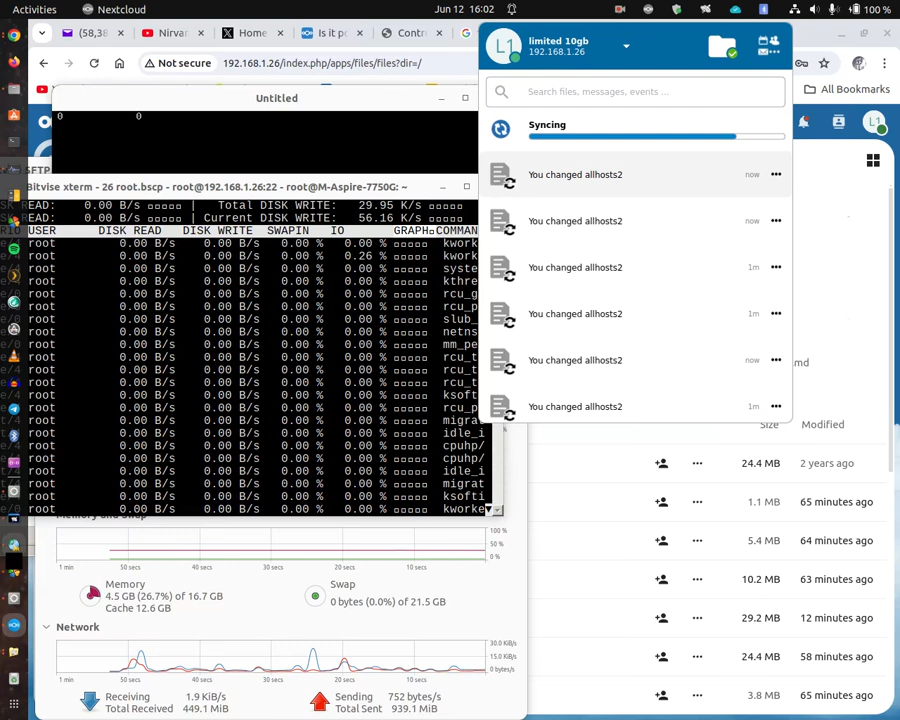 Activities Nextcloud Jun 12 16:02 100 %
(58,38 Nirvan Home Is it po Contr
Not secure 192.168.1.26/index.php/apps/files/files?dir=/
All Bookmarks
limited 10gb
192.168.1.26
L1
Search files, messages, events ...
Syncing
You changed allhosts2 now
You changed allhosts2 now
You changed allhosts2 1m
You changed allhosts2 1m
You changed allhosts2 now
You changed allhosts2 1m
Untitled
0 0
SFTP
Bitvise xterm - 26 root.bscp - root@192.168.1.26:22 - root@M-Aspire-7750G: ~
SK READ: 0.00 B/s | Total DISK WRITE: 29.95 K/s
SK READ: 0.00 B/s | Current DISK WRITE: 56.16 K/s
USER DISK READ DISK WRITE SWAPIN IO GRAPH COMMAN
root 0.00 B/s 0.00 B/s 0.00 % 0.00 % kwork
root 0.00 B/s 0.00 B/s 0.00 % 0.26 % kwork
root 0.00 B/s 0.00 B/s 0.00 % 0.00 % syste
root 0.00 B/s 0.00 B/s 0.00 % 0.00 % kthre
root 0.00 B/s 0.00 B/s 0.00 % 0.00 % rcu_g
root 0.00 B/s 0.00 B/s 0.00 % 0.00 % rcu_p
root 0.00 B/s 0.00 B/s 0.00 % 0.00 % slub_
root 0.00 B/s 0.00 B/s 0.00 % 0.00 % netns
root 0.00 B/s 0.00 B/s 0.00 % 0.00 % mm_pe
root 0.00 B/s 0.00 B/s 0.00 % 0.00 % rcu_t
root 0.00 B/s 0.00 B/s 0.00 % 0.00 % rcu_t
root 0.00 B/s 0.00 B/s 0.00 % 0.00 % rcu_t
root 0.00 B/s 0.00 B/s 0.00 % 0.00 % ksoft
root 0.00 B/s 0.00 B/s 0.00 % 0.00 % rcu_p
root 0.00 B/s 0.00 B/s 0.00 % 0.00 % migrat
root 0.00 B/s 0.00 B/s 0.00 % 0.00 % idle_i
root 0.00 B/s 0.00 B/s 0.00 % 0.00 % cpuhp/
root 0.00 B/s 0.00 B/s 0.00 % 0.00 % cpuhp/
root 0.00 B/s 0.00 B/s 0.00 % 0.00 % idle_i
root 0.00 B/s 0.00 B/s 0.00 % 0.00 % migrat
root 0.00 B/s 0.00 B/s 0.00 % 0.00 % ksofti
root 0.00 B/s 0.00 B/s 0.00 % 0.00 % kworke
L1
md
Size Modified
24.4 MB 2 years ago
1.1 MB 65 minutes ago
5.4 MB 64 minutes ago
10.2 MB 63 minutes ago
29.2 MB 12 minutes ago
24.4 MB 58 minutes ago
3.8 MB 65 minutes ago
Memory and Swap
100 %
50 %
0 %
1 min 50 secs 40 secs 30 secs 20 secs 10 secs
Memory
4.5 GB (26.7%) of 16.7 GB
Cache 12.6 GB
Swap
0 bytes (0.0%) of 21.5 GB
Network
30.0 KiB/s
15.0 KiB/s
0 bytes/s
1 min 50 secs 40 secs 30 secs 20 secs 10 secs
Receiving 1.9 KiB/s
Total Received 449.1 MiB
Sending 752 bytes/s
Total Sent 939.1 MiB